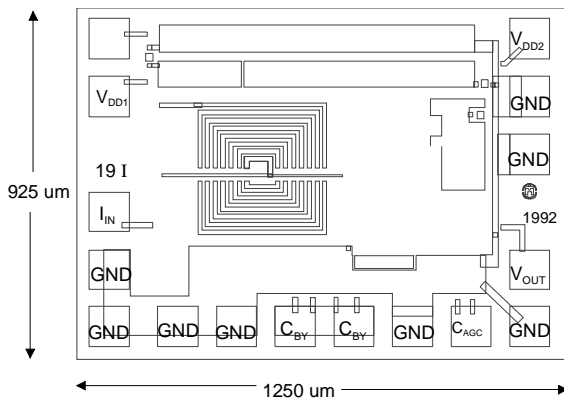 V_DD2
V_DD1
GND
GND
19 I
925 um
I_IN
1992
GND
V_OUT
GND
GND
GND
C_BY
C_BY
GND
C_AGC
GND
1250 um